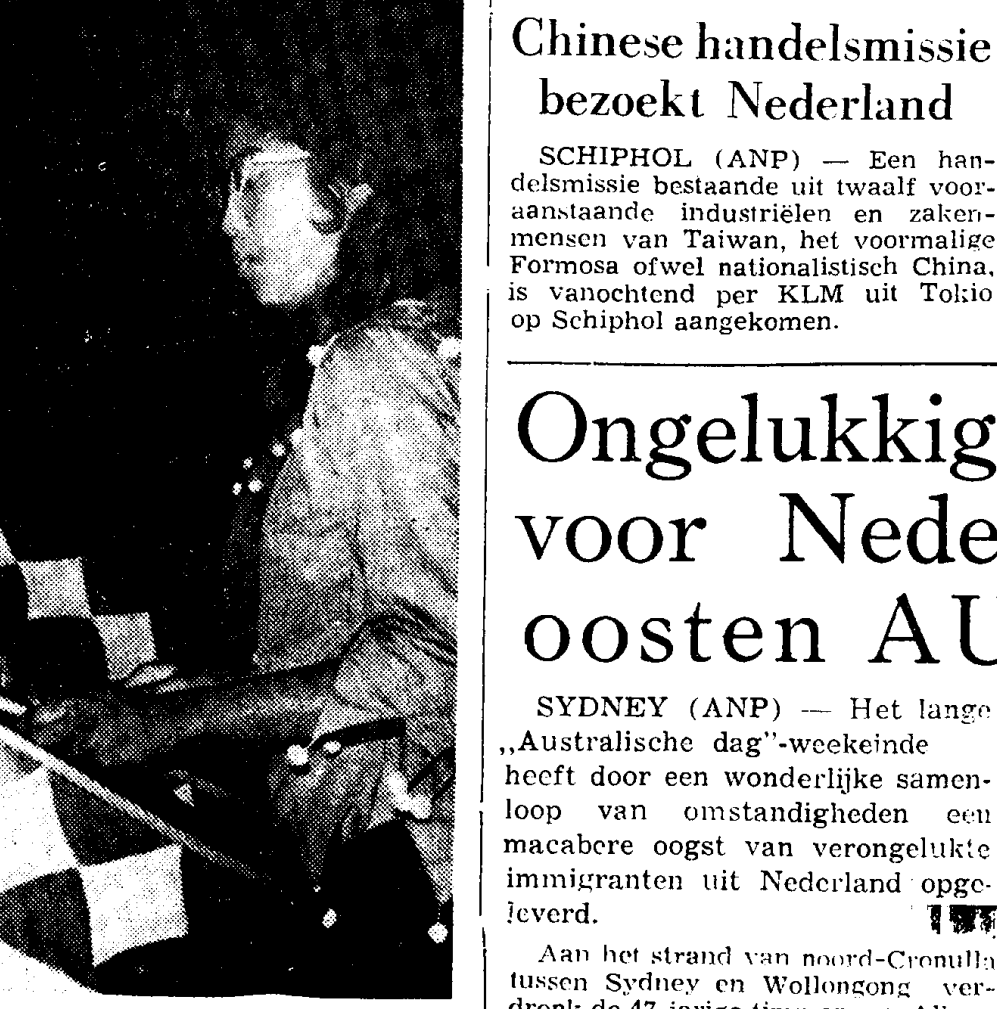 Chinese handelsmissie
bezoekt Nederland
SCHIPHOL (ANP) — Een han-
delsmissie bestaande uit twaalf voor-
aanstaande industriëlen en zaken-
mensen van Taiwan, het voormalige
Formosa ofwel nationalistisch China,
is vanochtend per KLM uit Tokio
op Schiphol aangekomen.
Ongelukkig
voor Nede
oosten AU
SYDNEY (ANP) — Het lange
„Australische dag”-weekeinde
heeft door een wonderlijke samen-
loop van omstandigheden een
macabere oogst van verongelukte
immigranten uit Nederland opge-
leverd.
Aan het strand van noord-Cronulla
tussen Sydney en Wollongong ver-
dronk de 47-jarige